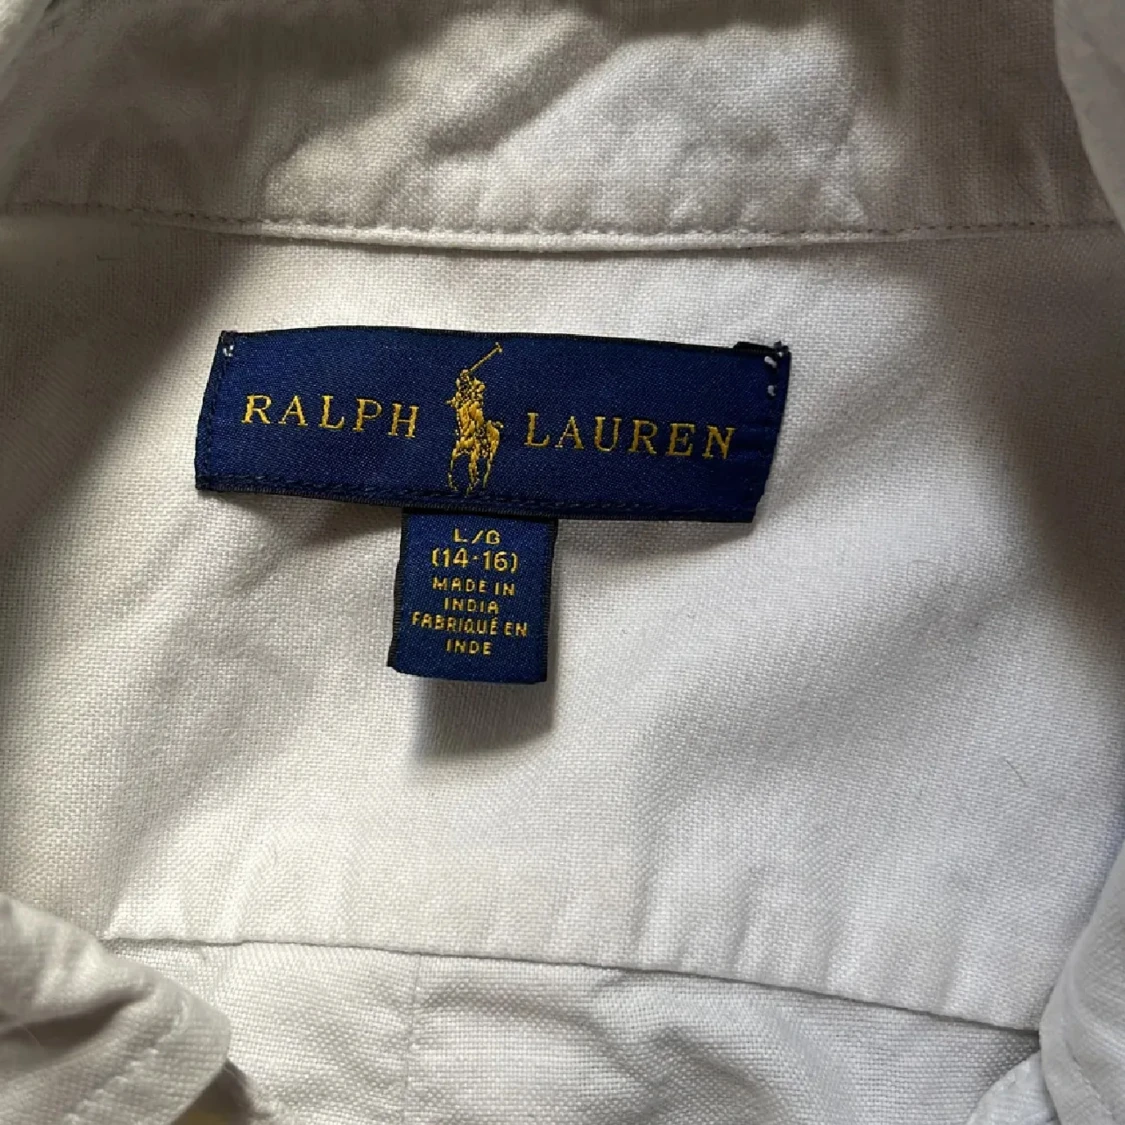 RALPH LAUREN
L/G
(14-16)
MADE IN
INDIA
FABRIQUÉ EN
INDE